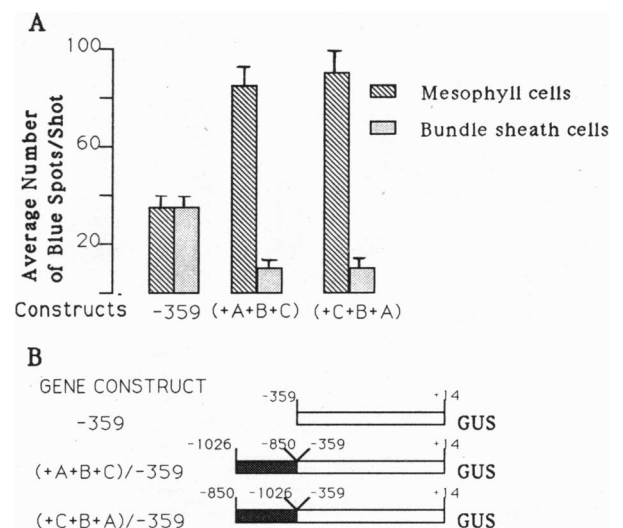 A
100
60
20
Average Number
of Blue Spots/Shot
Mesophyll cells
Bundle sheath cells
Constructs -359 (+A+B+C) (+C+B+A)
B
GENE CONSTRUCT
-359 +14
-359 GUS
-1026 -850 -359 +14
(+A+B+C)/-359 GUS
-850 -1026 -359 +14
(+C+B+A)/-359 GUS